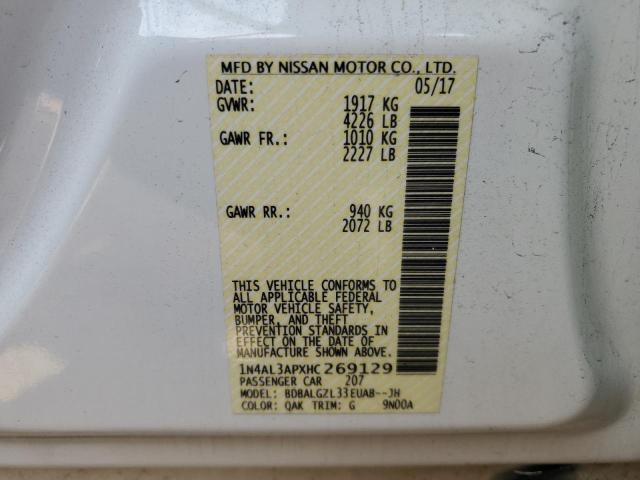 MFD BY NISSAN MOTOR CO., LTD.
DATE: 05/17
GVWR: 1917 KG
4226 LB
GAWR FR.: 1010 KG
2227 LB
GAWR RR.: 940 KG
2072 LB
THIS VEHICLE CONFORMS TO
ALL APPLICABLE FEDERAL
MOTOR VEHICLE SAFETY,
BUMPER, AND THEFT
PREVENTION STANDARDS IN
EFFECT ON THE DATE OF
MANUFACTURE SHOWN ABOVE.
1N4AL3APXHC269129
PASSENGER CAR 207
MODEL: BDBALGZL33EUAB--JH
COLOR: QAK TRIM: G 9N00A